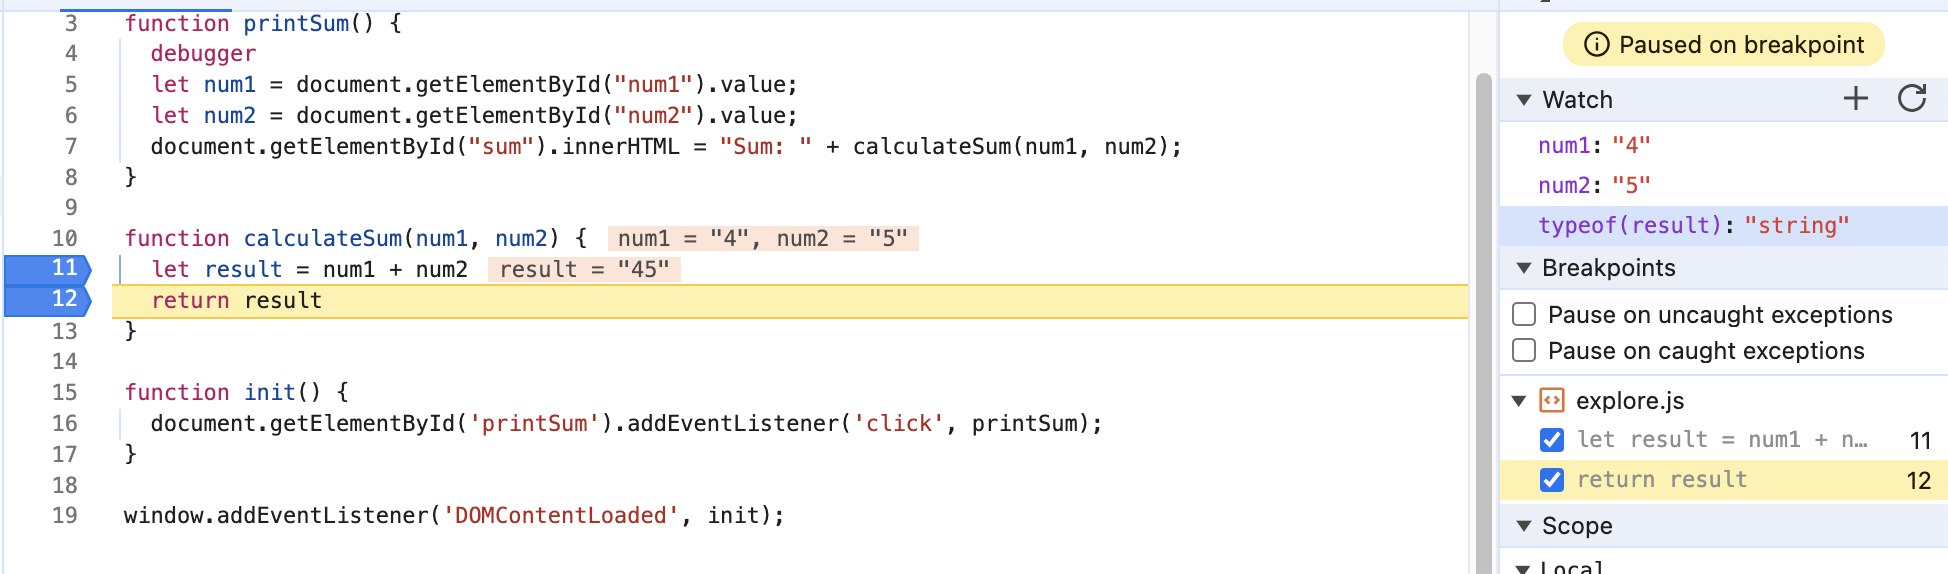 3 function printSum() {
4 debugger
5 let num1 = document.getElementById("num1").value;
6 let num2 = document.getElementById("num2").value;
7 document.getElementById("sum").innerHTML = "Sum: " + calculateSum(num1, num2);
8 }
9
10 function calculateSum(num1, num2) { num1 = "4", num2 = "5"
11 let result = num1 + num2 result = "45"
12 return result
13 }
14
15 function init() {
16 document.getElementById('printSum').addEventListener('click', printSum);
17 }
18
19 window.addEventListener('DOMContentLoaded', init);
Paused on breakpoint
Watch
num1: "4"
num2: "5"
typeof(result): "string"
Breakpoints
Pause on uncaught exceptions
Pause on caught exceptions
explore.js
let result = num1 + n… 11
return result 12
Scope
Local